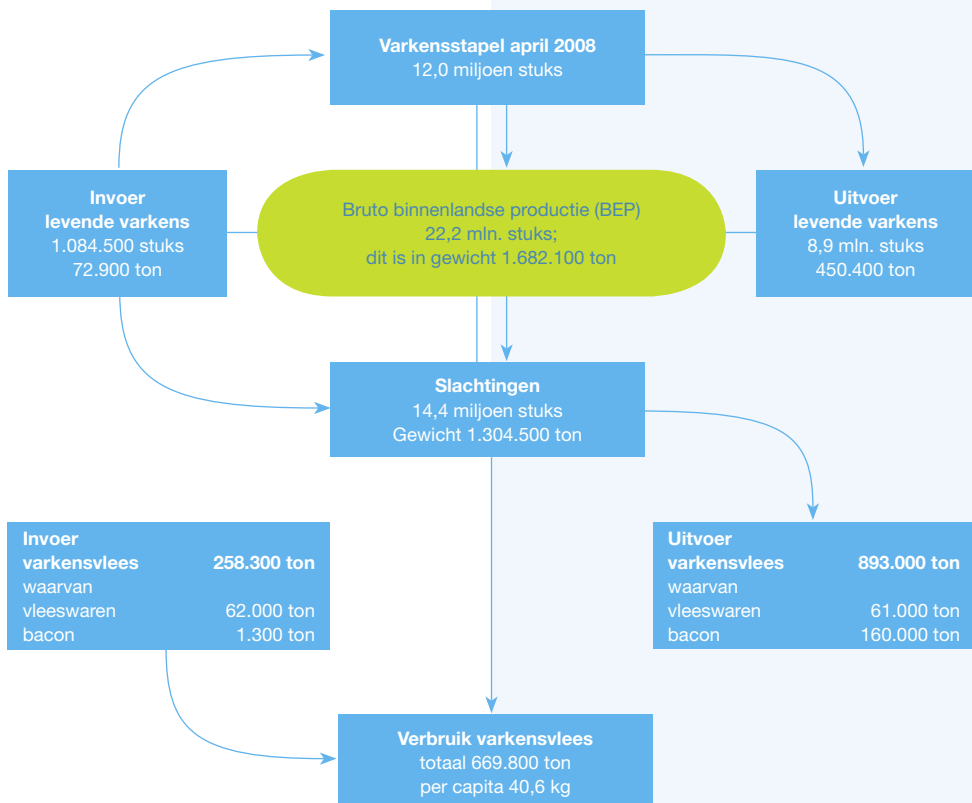 Varkensstapel april 2008
12,0 miljoen stuks
Invoer
levende varkens
1.084.500 stuks
72.900 ton
Bruto binnenlandse productie (BEP)
22,2 mln. stuks;
dit is in gewicht 1.682.100 ton
Uitvoer
levende varkens
8,9 mln. stuks
450.400 ton
Slachtingen
14,4 miljoen stuks
Gewicht 1.304.500 ton
Invoer
varkensvlees 258.300 ton
waarvan
vleeswaren 62.000 ton
bacon 1.300 ton
Uitvoer
varkensvlees 893.000 ton
waarvan
vleeswaren 61.000 ton
bacon 160.000 ton
Verbruik varkensvlees
totaal 669.800 ton
per capita 40,6 kg